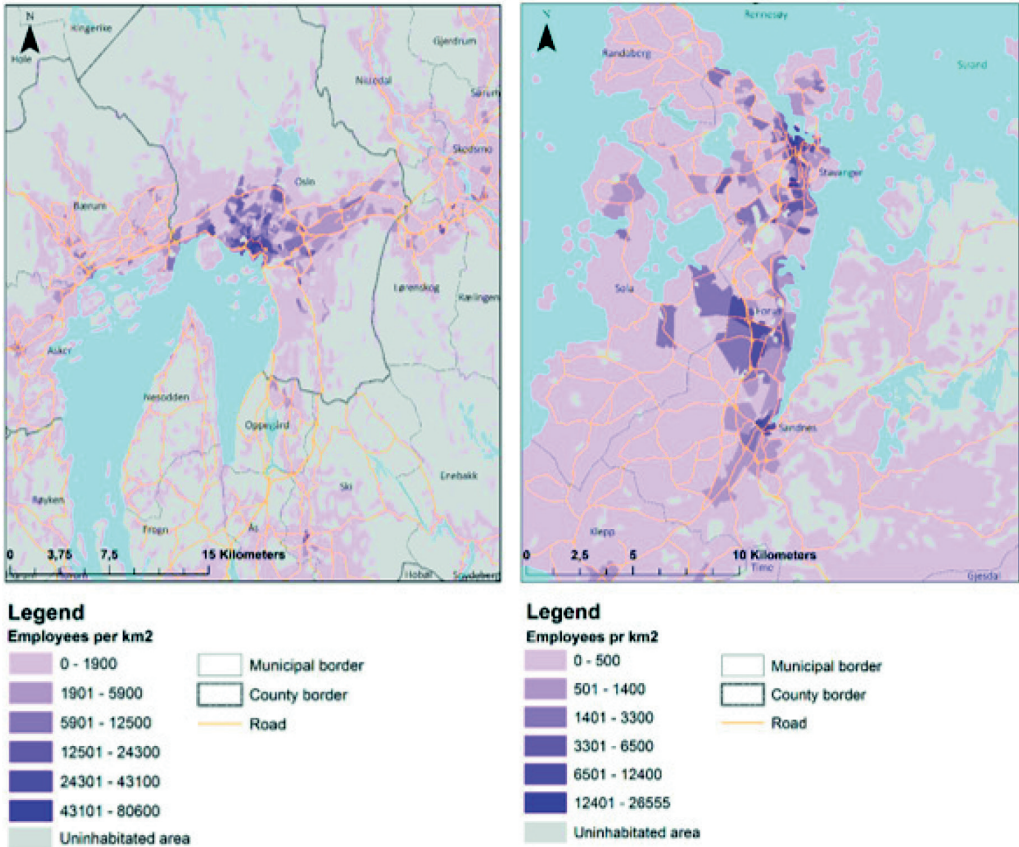 N
Kingerike
Hole
Gjerdrum
Nittedal
Sørum
Skedsmo
Oslo
Bærum
Lørenskog
Rælingen
Asker
Nesodden
Oppegård
Enebakk
Ski
Røyken
Frogn
Ås
0 3,75 7,5 15 Kilometers
Hobøl
Legend
Employees per km2
0 - 1900
1901 - 5900
5901 - 12500
12501 - 24300
24301 - 43100
43101 - 80600
Uninhabitated area
Municipal border
County border
Road
N
Rennesøy
Randaberg
Strand
Stavanger
Sola
Forus
Sandnes
Klepp
0 2,5 5 10 Kilometers
Time
Gjesdal
Legend
Employees pr km2
0 - 500
501 - 1400
1401 - 3300
3301 - 6500
6501 - 12400
12401 - 26555
Uninhabitated area
Municipal border
County border
Road